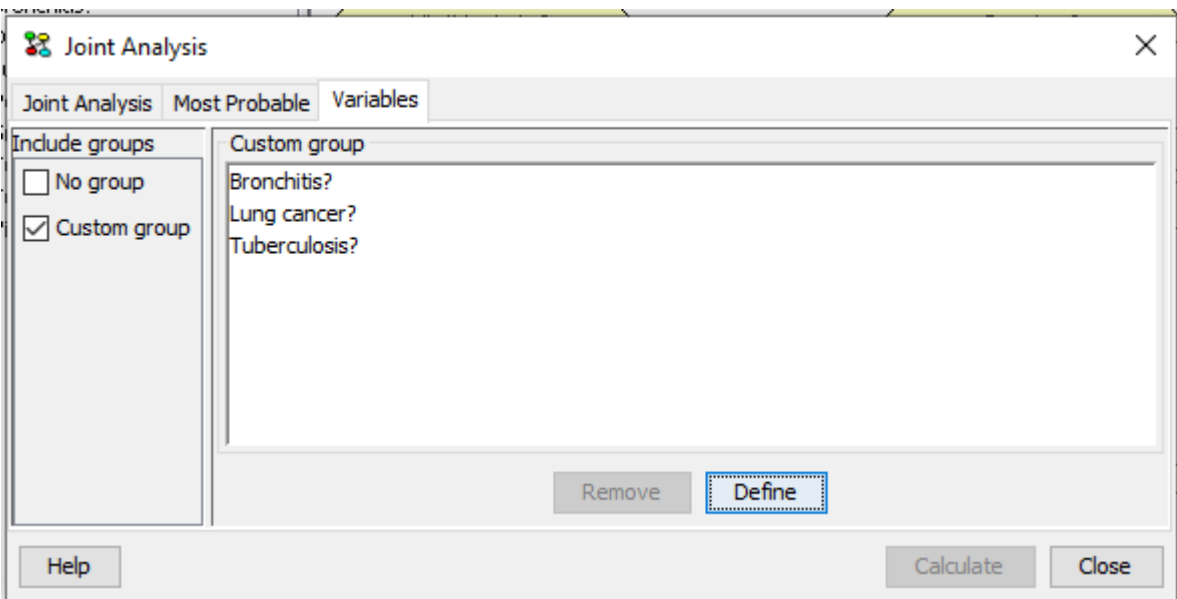 Joint Analysis
Joint Analysis Most Probable Variables
Include groups
No group
Custom group
Custom group
Bronchitis?
Lung cancer?
Tuberculosis?
Remove Define
Help Calculate Close